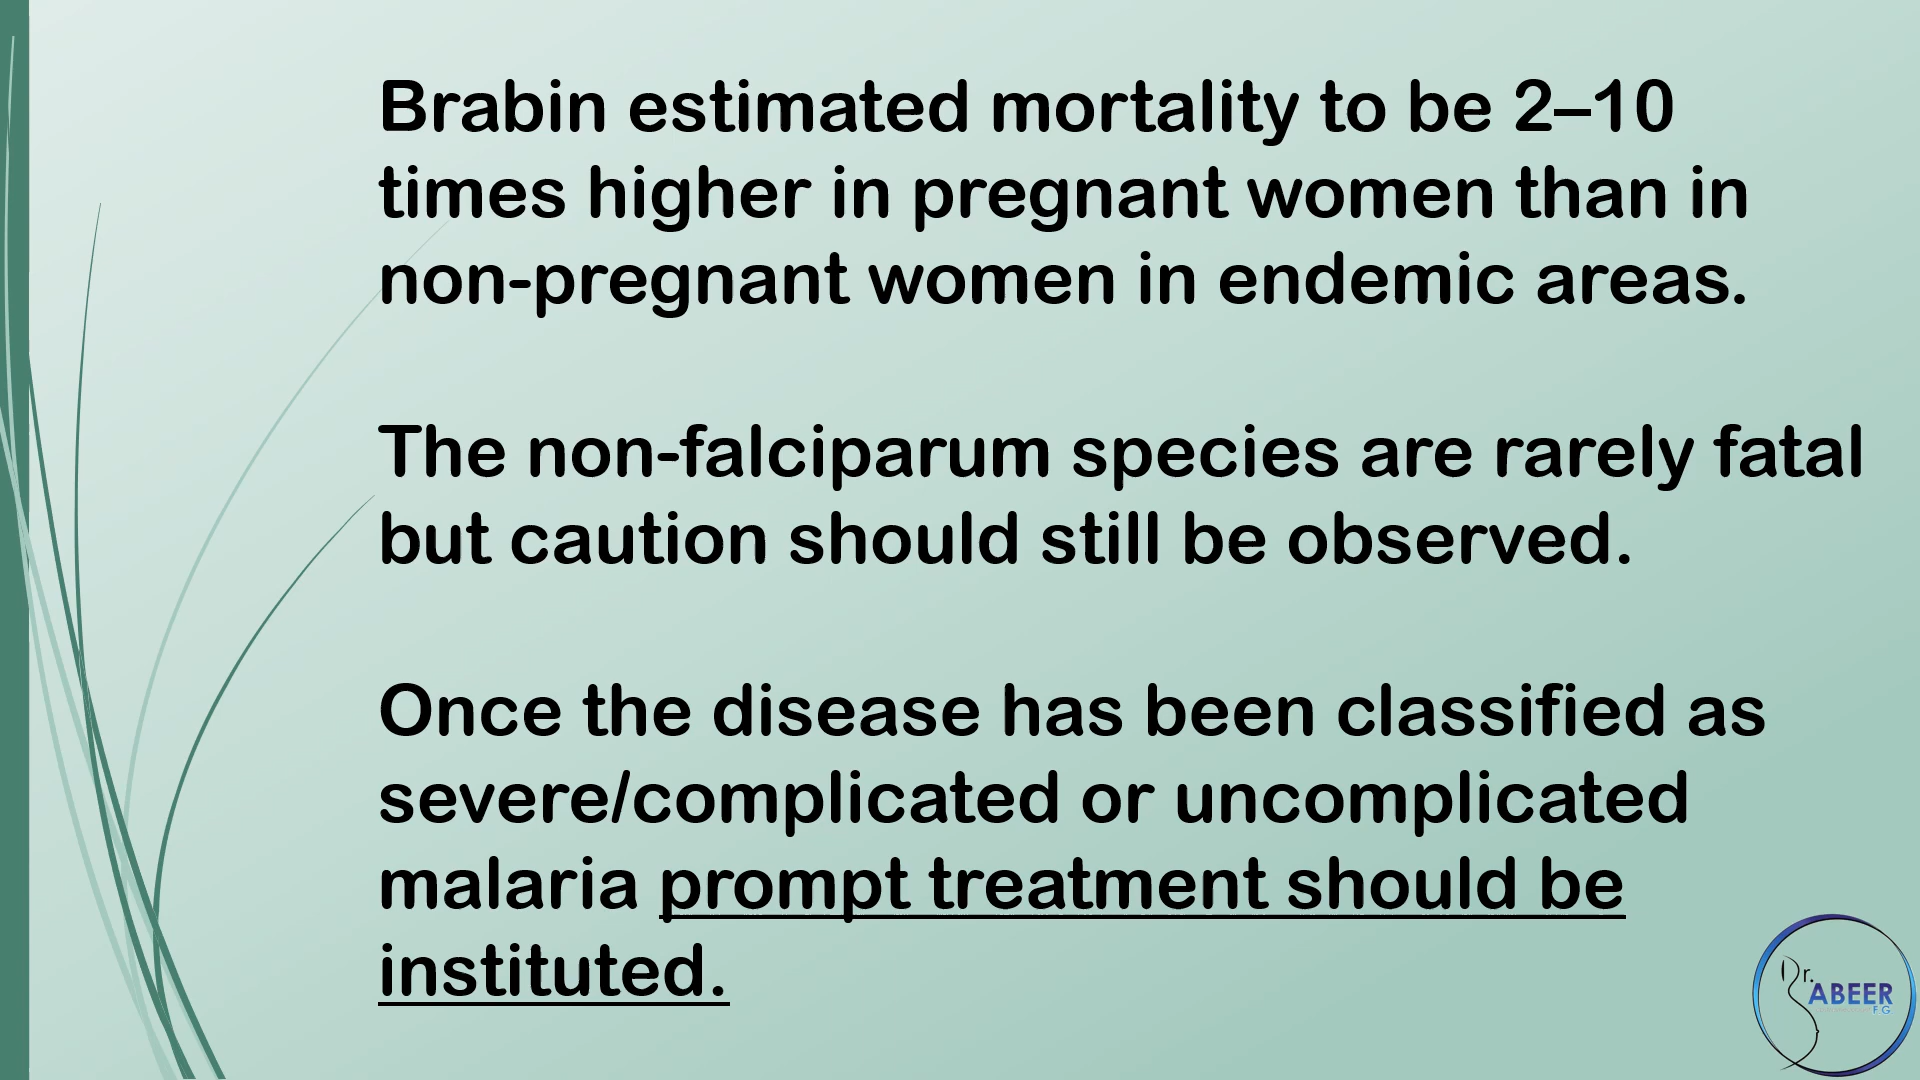 Brabin estimated mortality to be 2–10
times higher in pregnant women than in
non-pregnant women in endemic areas.
The non-falciparum species are rarely fatal
but caution should still be observed.
Once the disease has been classified as
severe/complicated or uncomplicated
malaria prompt treatment should be
instituted.
Dr.
ABEER
F.G